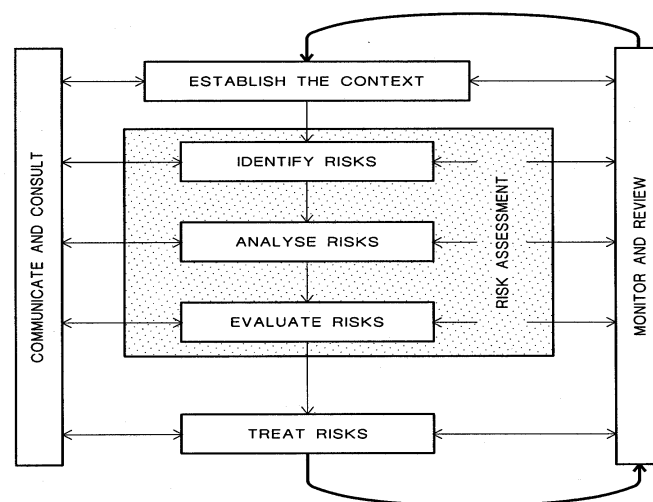 ESTABLISH THE CONTEXT
IDENTIFY RISKS
ANALYSE RISKS
EVALUATE RISKS
TREAT RISKS
COMMUNICATE AND CONSULT
RISK ASSESSMENT
MONITOR AND REVIEW